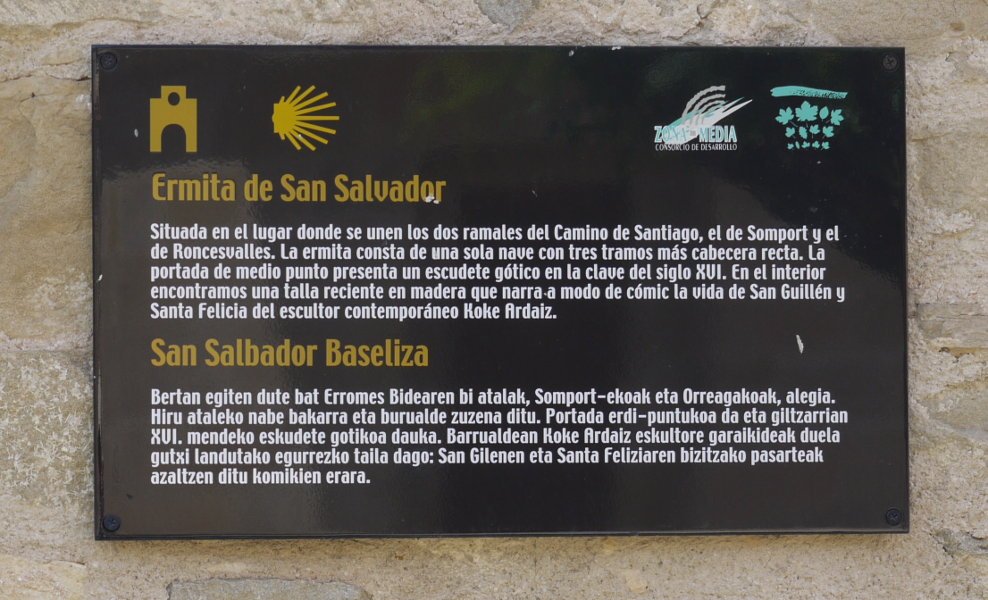 ZONA MEDIA
CONSORCIO DE DESARROLLO
Ermita de San Salvador
Situada en el lugar donde se unen los dos ramales del Camino de Santiago, el de Somport y el
de Roncesvalles. La ermita consta de una sola nave con tres tramos más cabecera recta. La
portada de medio punto presenta un escudete gótico en la clave del siglo XVI. En el interior
encontramos una talla reciente en madera que narra a modo de cómic la vida de San Guillén y
Santa Felicia del escultor contemporáneo Koke Ardaiz.
San Salbador Baseliza
Bertan egiten dute bat Erromes Bidearen bi atalak, Somport-ekoak eta Orreagakoak, alegia.
Hiru ataleko nabe bakarra eta burualde zuzena ditu. Portada erdi-puntukoa da eta giltzarrian
XVI. mendeko eskudete gotikoa dauka. Barrualdean Koke Ardaiz eskultore garaikideak duela
gutxi landutako egurrezko taila dago: San Gilenen eta Santa Feliziaren bizitzako pasarteak
azaltzen ditu komikien erara.